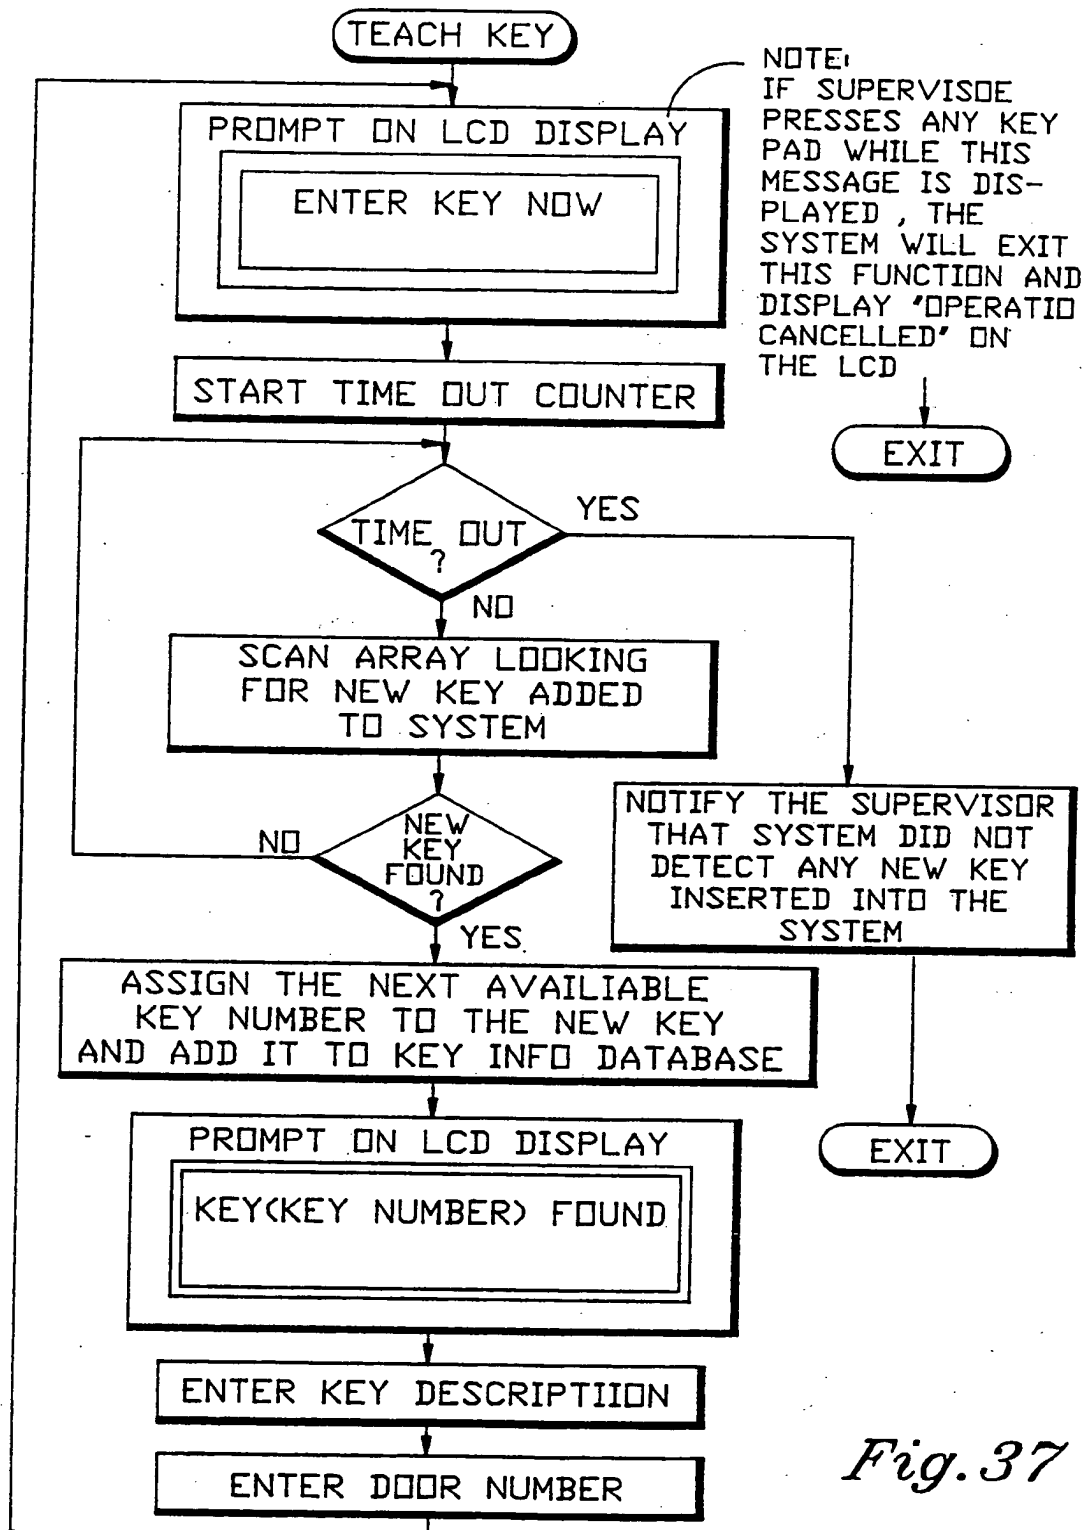 TEACH KEY
PROMPT ON LCD DISPLAY
ENTER KEY NOW
NOTE:
IF SUPERVISOE
PRESSES ANY KEY
PAD WHILE THIS
MESSAGE IS DIS-
PLAYED , THE
SYSTEM WILL EXIT
THIS FUNCTION AND
DISPLAY "OPERATIO
CANCELLED" ON
THE LCD
EXIT
START TIME OUT COUNTER
TIME OUT
?
YES
NO
SCAN ARRAY LOOKING
FOR NEW KEY ADDED
TO SYSTEM
NEW
KEY
FOUND
?
NO
YES
NOTIFY THE SUPERVISOR
THAT SYSTEM DID NOT
DETECT ANY NEW KEY
INSERTED INTO THE
SYSTEM
EXIT
ASSIGN THE NEXT AVAILIABLE
KEY NUMBER TO THE NEW KEY
AND ADD IT TO KEY INFO DATABASE
PROMPT ON LCD DISPLAY
KEY(KEY NUMBER) FOUND
ENTER KEY DESCRIPTIION
ENTER DOOR NUMBER
Fig. 37